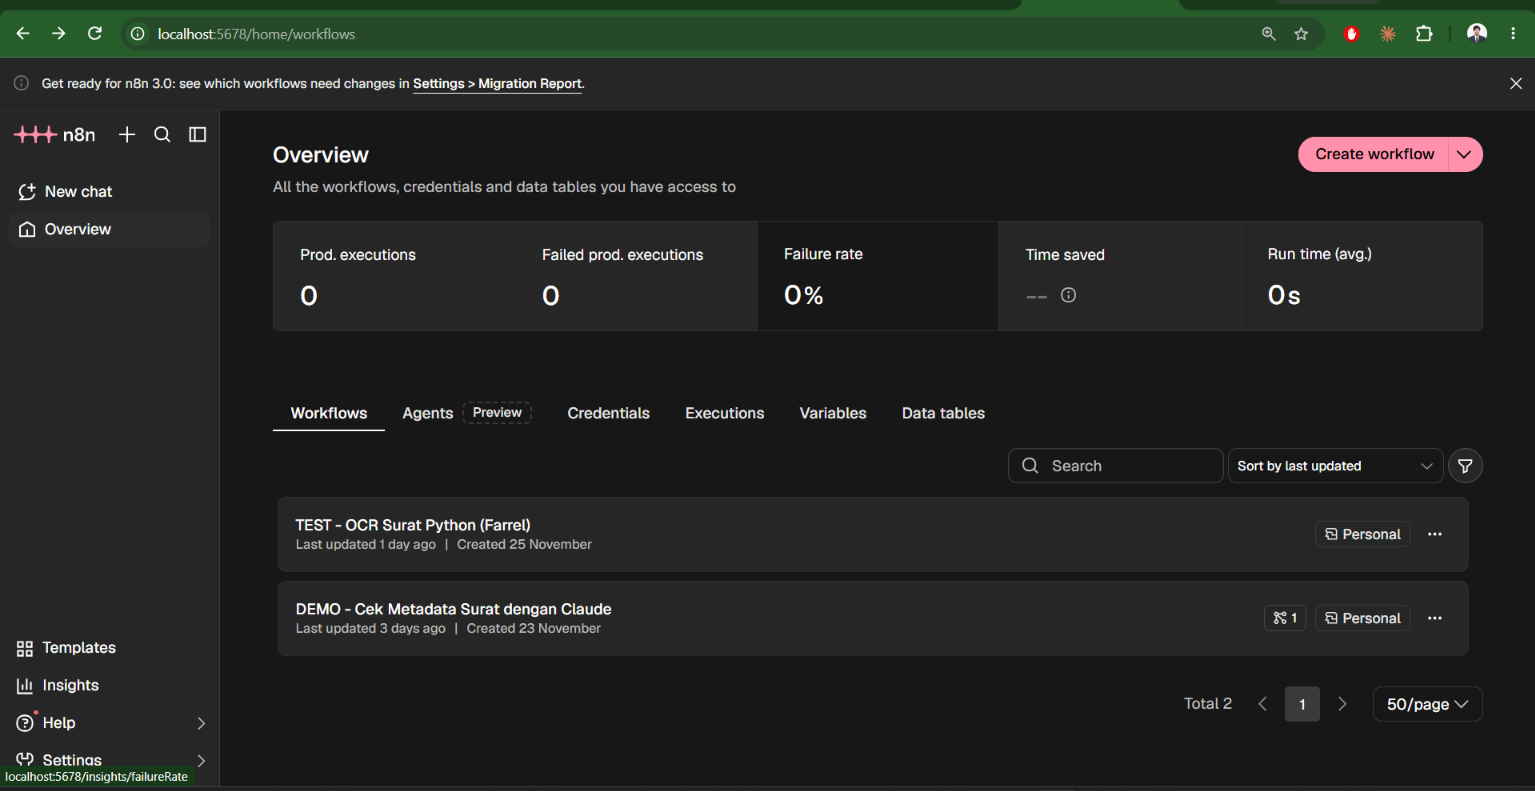 localhost:5678/home/workflows
Get ready for n8n 3.0: see which workflows need changes in Settings > Migration Report.
n8n
New chat
Overview
Templates
Insights
Help
Settings
localhost:5678/insights/failureRate
Overview
Create workflow
All the workflows, credentials and data tables you have access to
Prod. executions
0
Failed prod. executions
0
Failure rate
0%
Time saved
--
Run time (avg.)
0s
Workflows Agents Preview Credentials Executions Variables Data tables
Search Sort by last updated
TEST - OCR Surat Python (Farrel)
Last updated 1 day ago | Created 25 November
Personal
DEMO - Cek Metadata Surat dengan Claude
Last updated 3 days ago | Created 23 November
1 Personal
Total 2 1 50/page